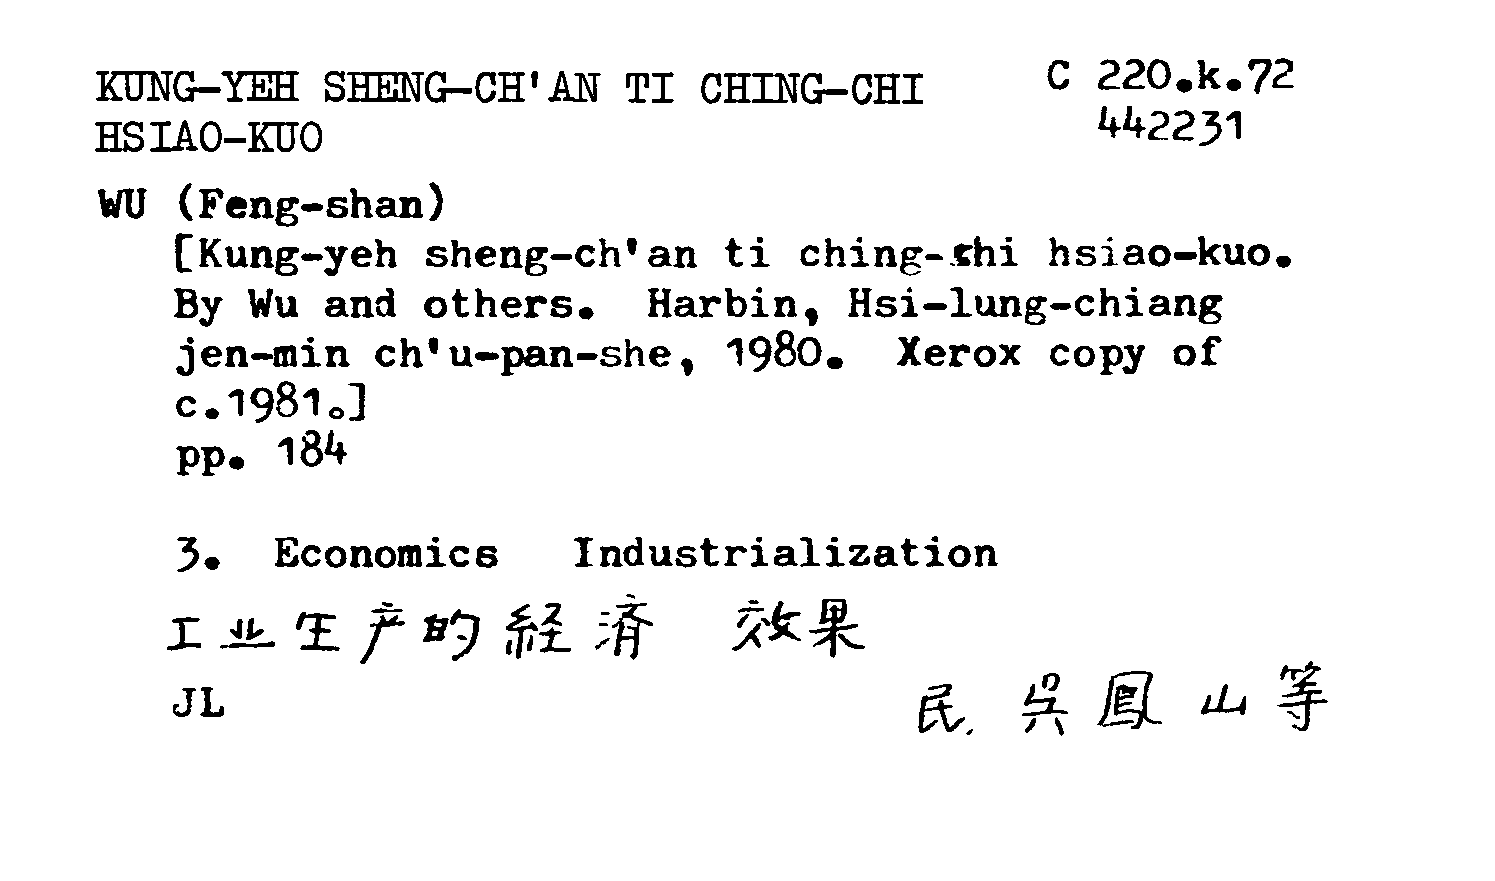 KUNG-YEH SHENG-CH'AN TI CHING-CHI C 220.k.72
HSIAO-KUO 442231
WU (Feng-shan)
[Kung-yeh sheng-ch'an ti ching-chi hsiao-kuo.
By Wu and others. Harbin, Hsi-lung-chiang
jen-min ch'u-pan-she, 1980. Xerox copy of
c.1981.]
pp. 184
3. Economics Industrialization
工业生产的経済 效果
JL 民. 吳鳳山等